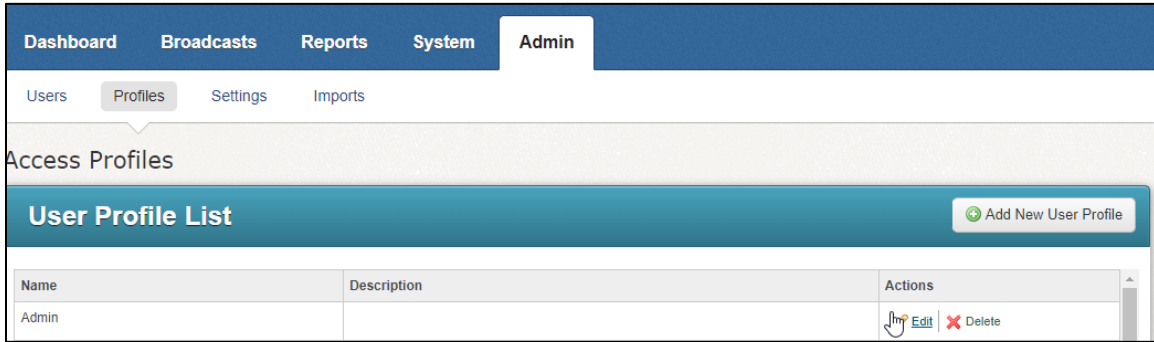 Dashboard Broadcasts Reports System Admin
Users Profiles Settings Imports
Access Profiles
User Profile List Add New User Profile
Name Description Actions
Admin Edit Delete